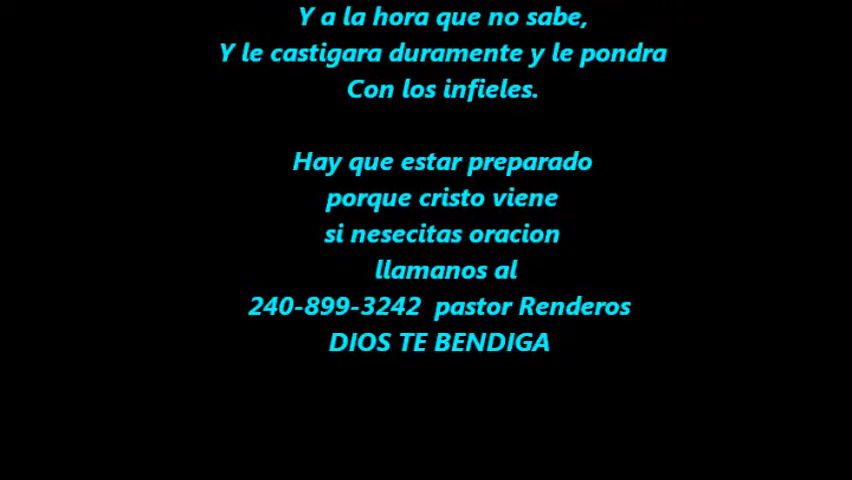 Y a la hora que no sabe,
Y le castigara duramente y le pondra
Con los infieles.
Hay que estar preparado
porque cristo viene
si nesecitas oracion
llamanos al
240-899-3242 pastor Renderos
DIOS TE BENDIGA